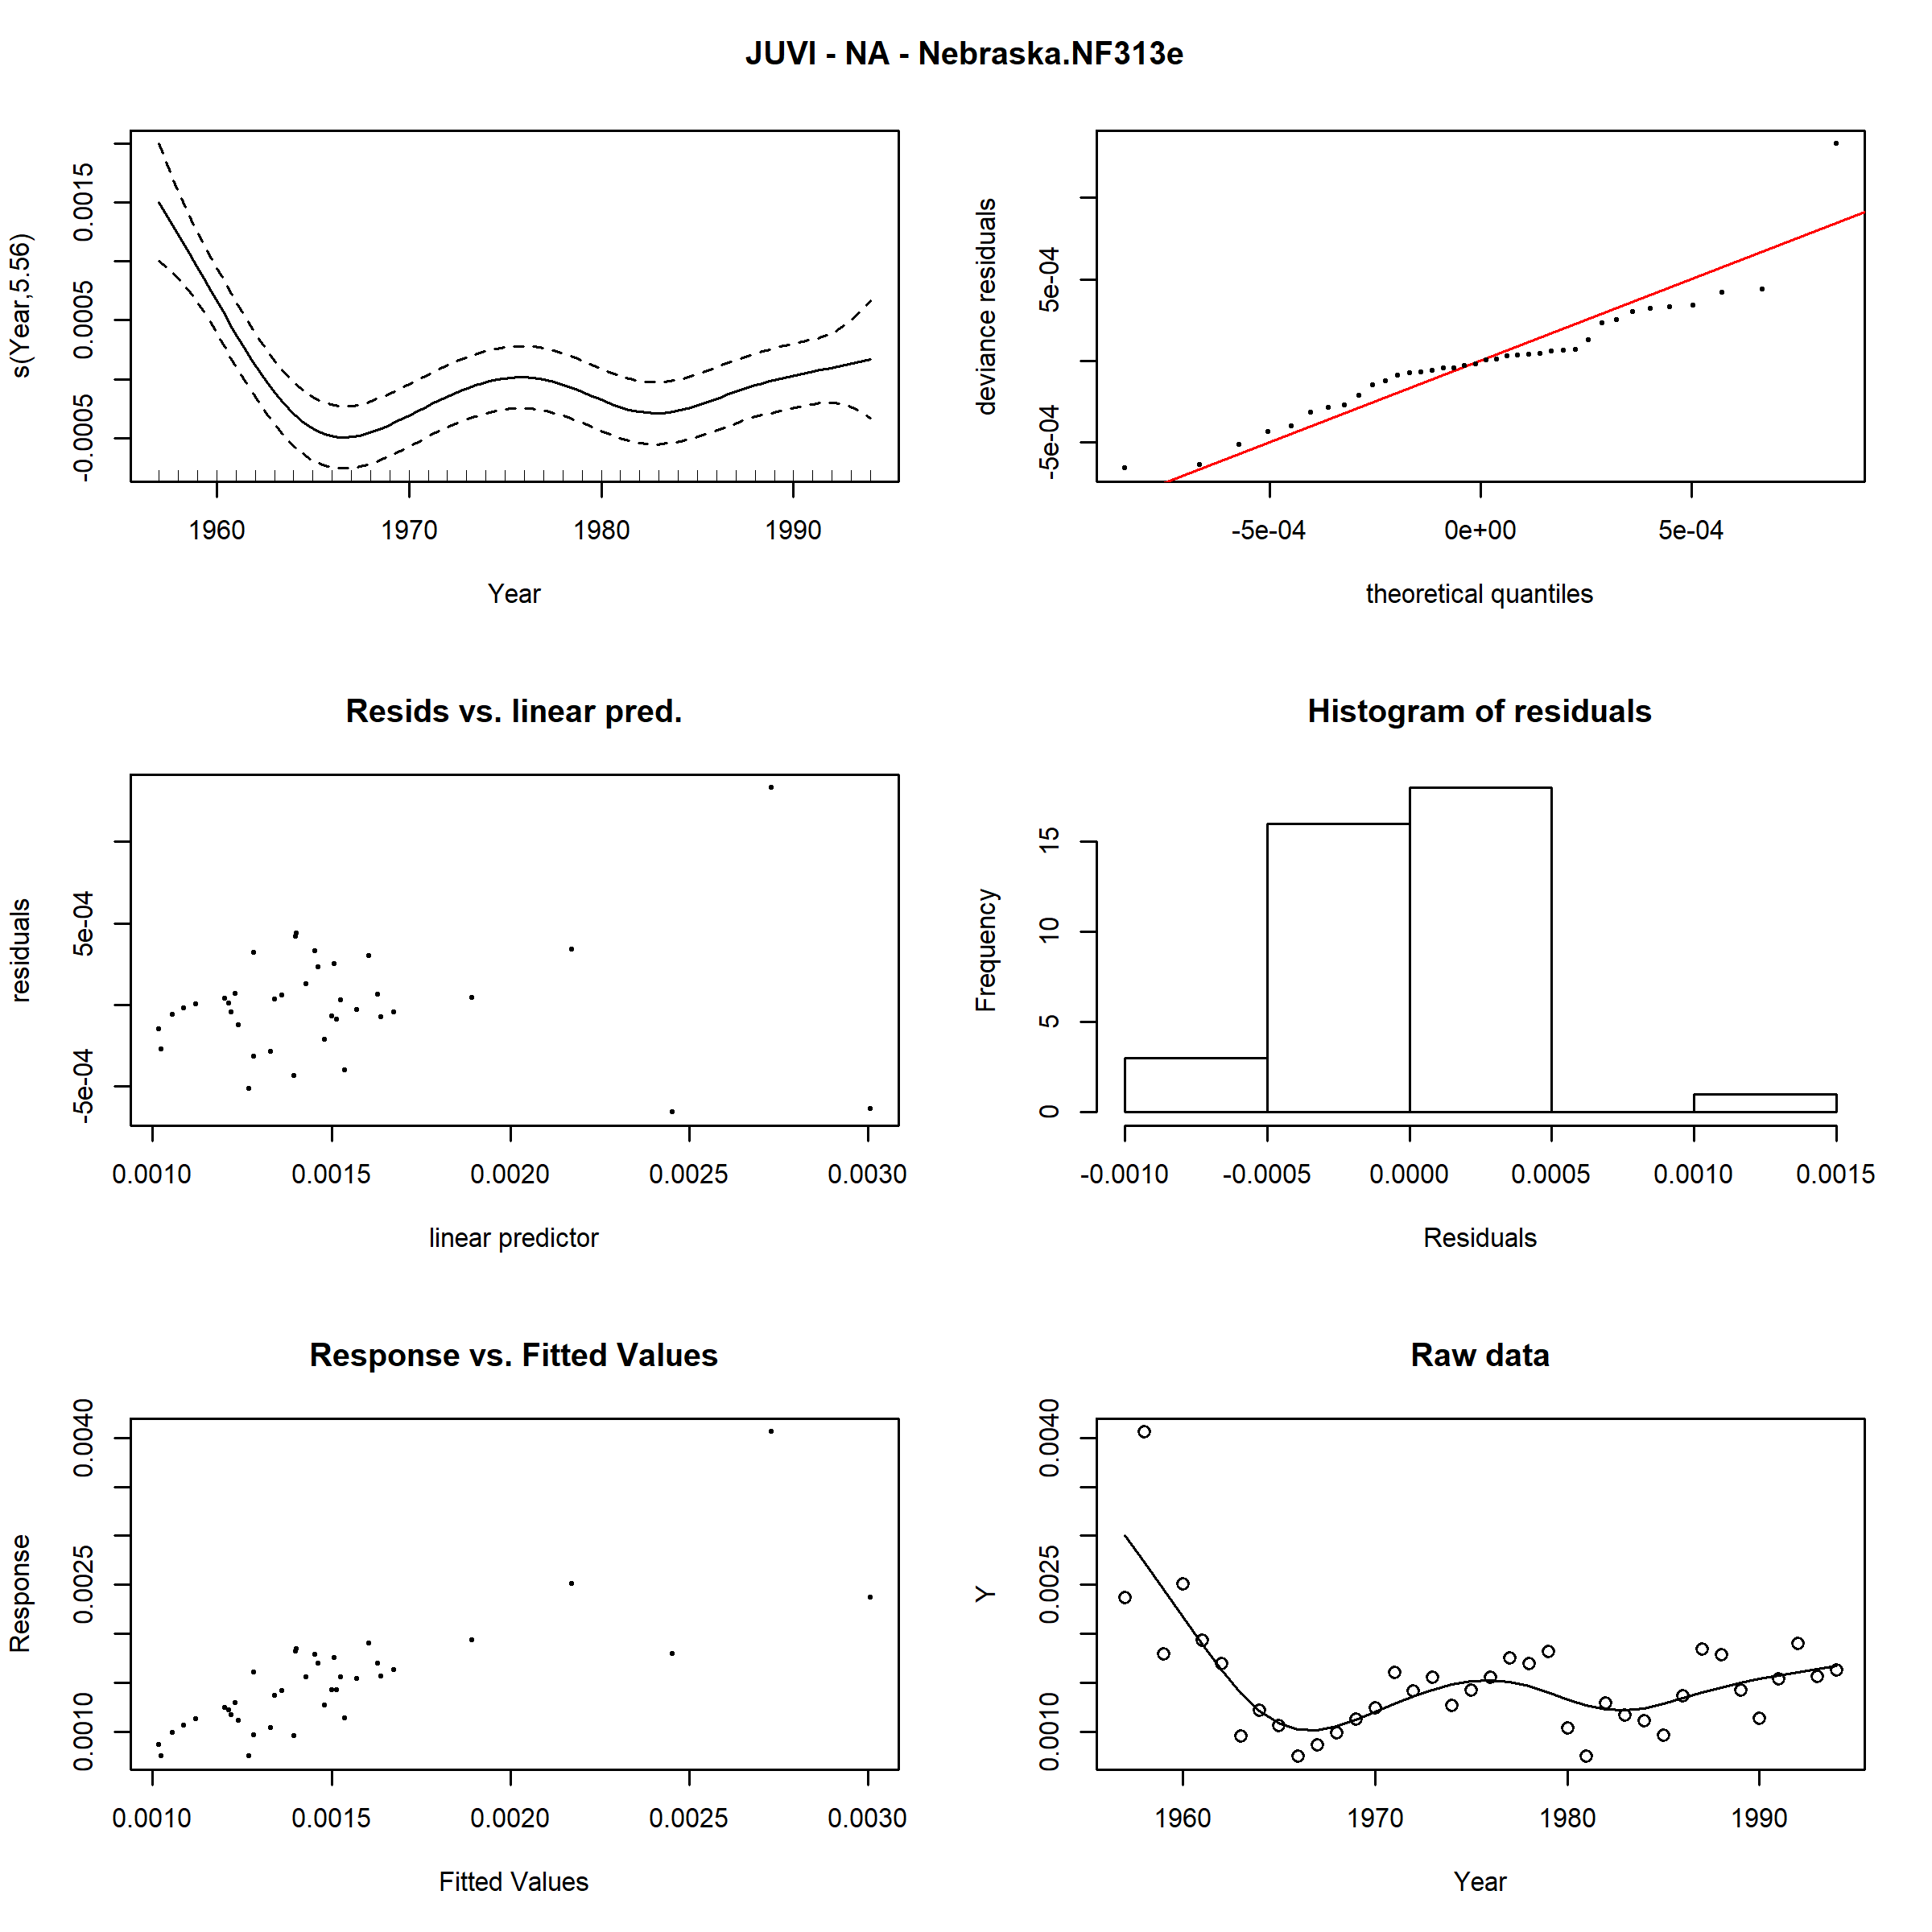 JUVI - NA - Nebraska.NF313e
s(Year,5.56)
-0.0005 0.0005 0.0015
1960 1970 1980 1990
Year
deviance residuals
-5e-04 5e-04
-5e-04 0e+00 5e-04
theoretical quantiles
Resids vs. linear pred.
residuals
-5e-04 5e-04
0.0010 0.0015 0.0020 0.0025 0.0030
linear predictor
Histogram of residuals
Frequency
0 5 10 15
-0.0010 -0.0005 0.0000 0.0005 0.0010 0.0015
Residuals
Response vs. Fitted Values
Response
0.0010 0.0025 0.0040
0.0010 0.0015 0.0020 0.0025 0.0030
Fitted Values
Raw data
Y
0.0010 0.0025 0.0040
1960 1970 1980 1990
Year